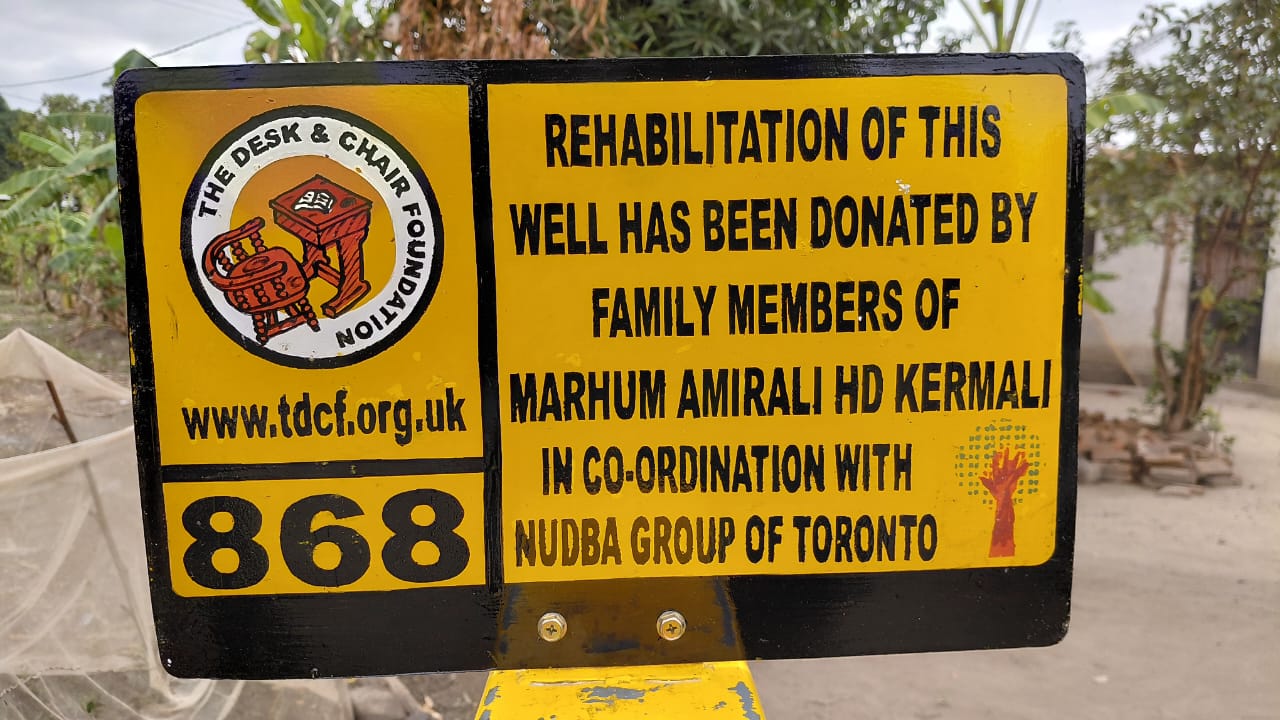 THE DESK & CHAIR FOUNDATION
www.tdcf.org.uk
868
REHABILITATION OF THIS
WELL HAS BEEN DONATED BY
FAMILY MEMBERS OF
MARHUM AMIRALI HD KERMALI
IN CO-ORDINATION WITH
NUDBA GROUP OF TORONTO